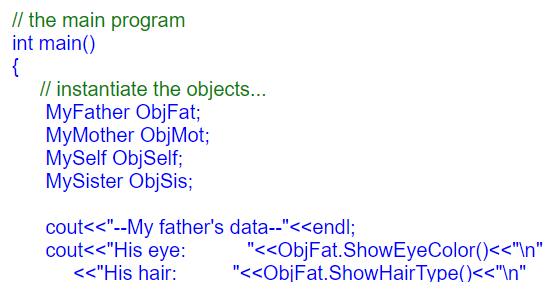 // the main program
int main()
{
// instantiate the objects...
MyFather ObjFat;
MyMother ObjMot;
MySelf ObjSelf;
MySister ObjSis;
cout<<"--My father's data--"<<endl;
cout<<"His eye:           "<<ObjFat.ShowEyeColor()<<"\n"
<<"His hair:          "<<ObjFat.ShowHairType()<<"\n"